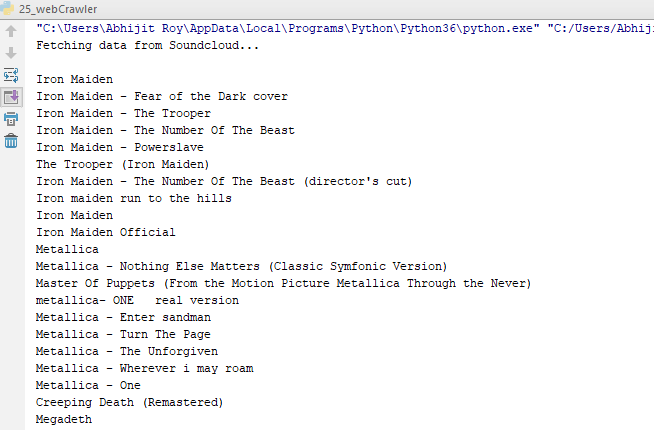 25_webCrawler
"C:\Users\Abhijit Roy\AppData\Local\Programs\Python\Python36\python.exe" "C:/Users/Abhiji
Fetching data from Soundcloud...
Iron Maiden
Iron Maiden - Fear of the Dark cover
Iron Maiden - The Trooper
Iron Maiden - The Number Of The Beast
Iron Maiden - Powerslave
The Trooper (Iron Maiden)
Iron Maiden - The Number Of The Beast (director's cut)
Iron maiden run to the hills
Iron Maiden
Iron Maiden Official
Metallica
Metallica - Nothing Else Matters (Classic Symfonic Version)
Master Of Puppets (From the Motion Picture Metallica Through the Never)
metallica- ONE   real version
Metallica - Enter sandman
Metallica - Turn The Page
Metallica - The Unforgiven
Metallica - Wherever i may roam
Metallica - One
Creeping Death (Remastered)
Megadeth